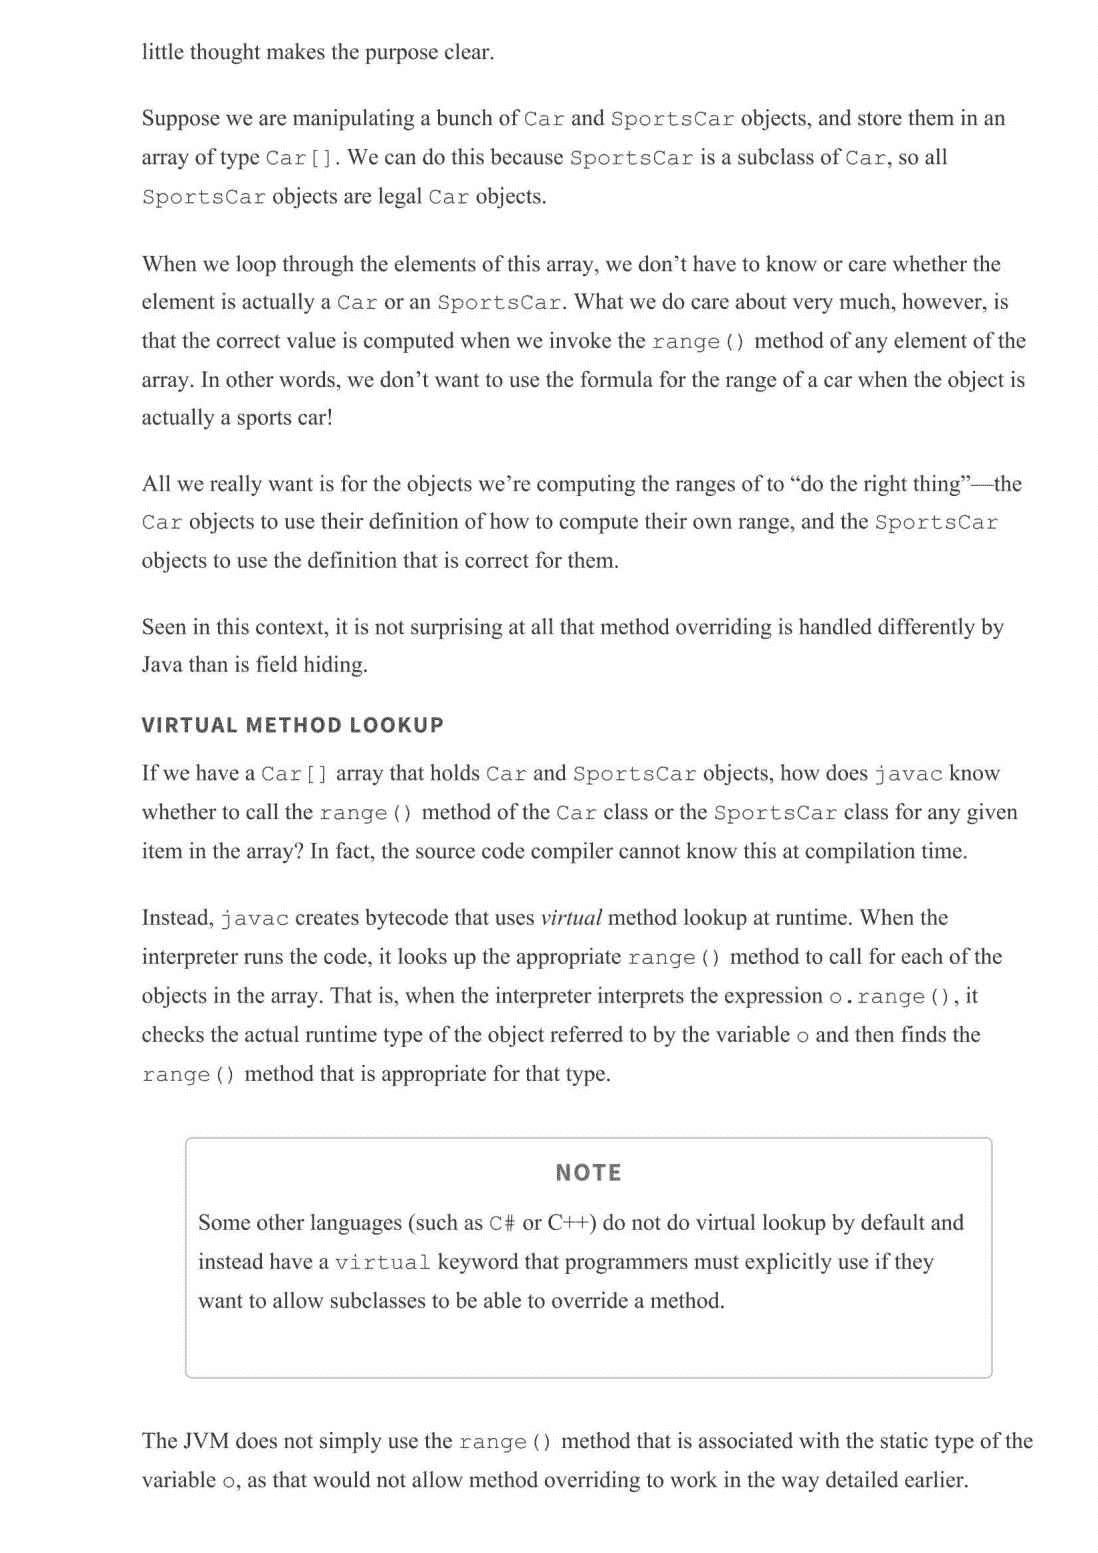 little thought makes the purpose clear.
Suppose we are manipulating a bunch of Car and SportsCar objects, and store them in an
array of type Car[]. We can do this because SportsCar is a subclass of Car, so all
SportsCar objects are legal Car objects.
When we loop through the elements of this array, we don’t have to know or care whether the
element is actually a Car or an SportsCar. What we do care about very much, however, is
that the correct value is computed when we invoke the range() method of any element of the
array. In other words, we don’t want to use the formula for the range of a car when the object is
actually a sports car!
All we really want is for the objects we’re computing the ranges of to “do the right thing”—the
Car objects to use their definition of how to compute their own range, and the SportsCar
objects to use the definition that is correct for them.
Seen in this context, it is not surprising at all that method overriding is handled differently by
Java than is field hiding.
VIRTUAL METHOD LOOKUP
If we have a Car[] array that holds Car and SportsCar objects, how does javac know
whether to call the range() method of the Car class or the SportsCar class for any given
item in the array? In fact, the source code compiler cannot know this at compilation time.
Instead, javac creates bytecode that uses virtual method lookup at runtime. When the
interpreter runs the code, it looks up the appropriate range() method to call for each of the
objects in the array. That is, when the interpreter interprets the expression o.range(), it
checks the actual runtime type of the object referred to by the variable o and then finds the
range() method that is appropriate for that type.
NOTE
Some other languages (such as C# or C++) do not do virtual lookup by default and
instead have a virtual keyword that programmers must explicitly use if they
want to allow subclasses to be able to override a method.
The JVM does not simply use the range() method that is associated with the static type of the
variable o, as that would not allow method overriding to work in the way detailed earlier.